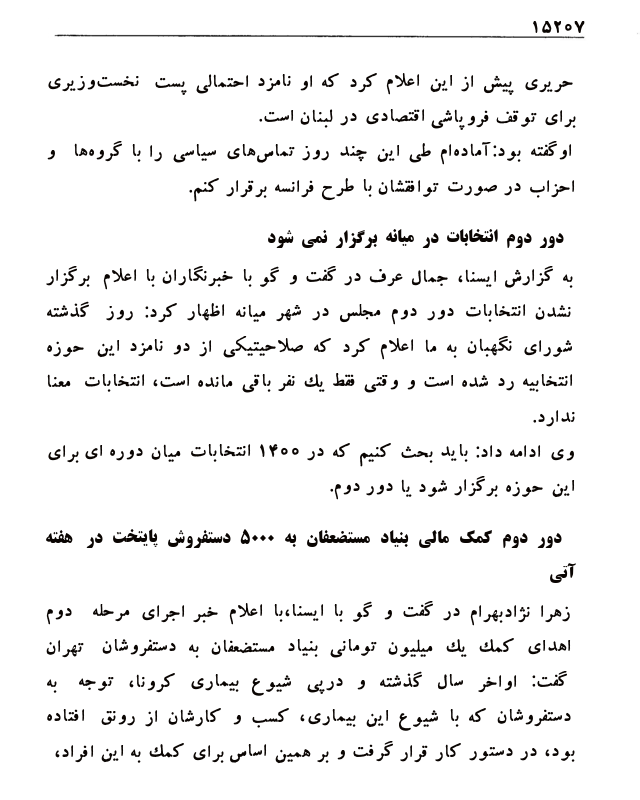 ۱۵۲۰۷
حریری پیش از این اعلام کرد که او نامزد احتمالی پست نخست‌وزیری
برای توقف فروپاشی اقتصادی در لبنان است.
اوگفته بود:آماده‌ام طی این چند روز تماس‌های سیاسی را با گروه‌ها و
احزاب در صورت توافقشان با طرح فرانسه برقرار کنم.
دور دوم انتخابات در میانه برگزار نمی شود
به گزارش ایسنا، جمال عرف در گفت و گو با خبرنگاران با اعلام برگزار
نشدن انتخابات دور دوم مجلس در شهر میانه اظهار کرد: روز گذشته
شورای نگهبان به ما اعلام کرد که صلاحیتیکی از دو نامزد این حوزه
انتخابیه رد شده است و وقتی فقط یك نفر باقی مانده است، انتخابات معنا
ندارد.
وی ادامه داد: باید بحث کنیم که در ۱۴۰۰ انتخابات میان دوره ای برای
این حوزه برگزار شود یا دور دوم.
دور دوم کمک مالی بنیاد مستضعفان به ۵۰۰۰ دستفروش پایتخت در هفته
آتی
زهرا نژادبهرام در گفت و گو با ایسنا،با اعلام خبر اجرای مرحله دوم
اهدای کمك یك میلیون تومانی بنیاد مستضعفان به دستفروشان تهران
گفت: اواخر سال گذشته و درپی شیوع بیماری کرونا، توجه به
دستفروشان که با شیوع این بیماری، کسب و کارشان از رونق افتاده
بود، در دستور کار قرار گرفت و بر همین اساس برای کمك به این افراد،